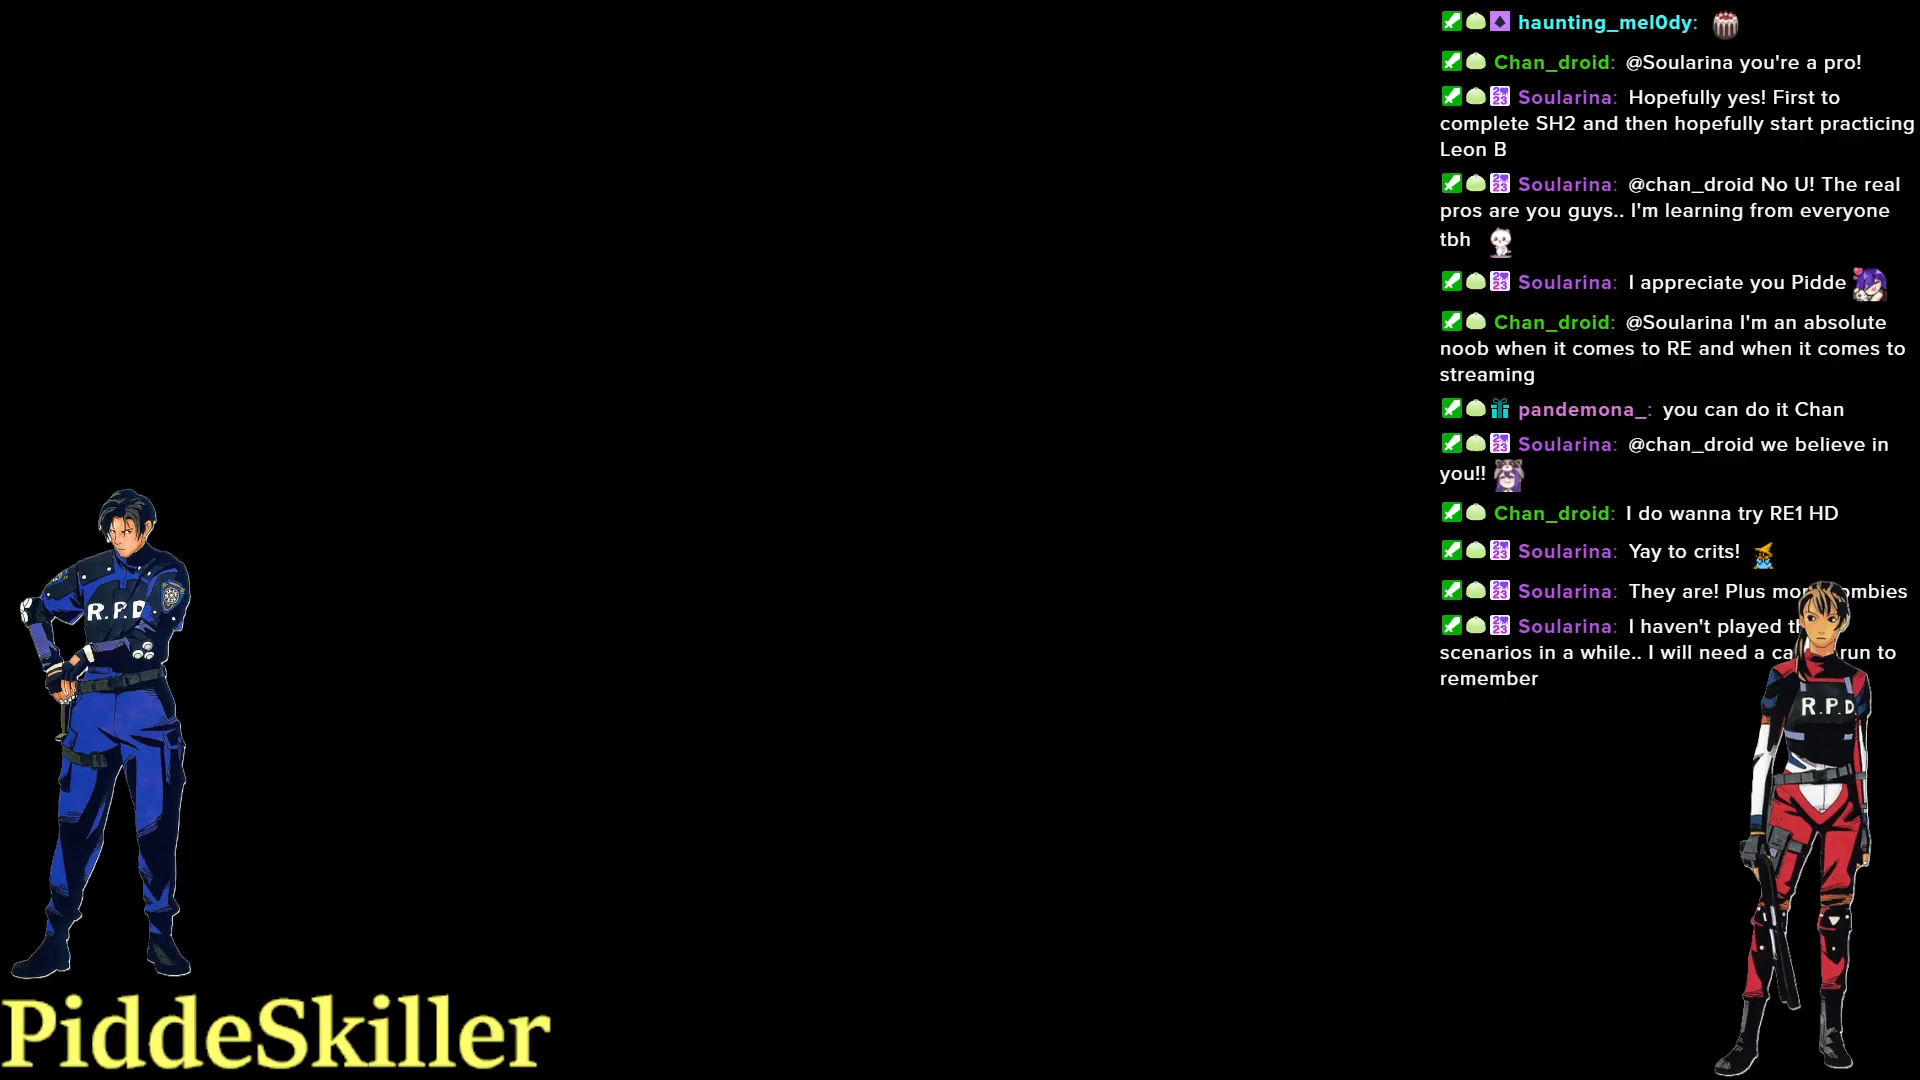 haunting_mel0dy:
Chan_droid: @Soularina you're a pro!
Soularina: Hopefully yes! First to
complete SH2 and then hopefully start practicing
Leon B
Soularina: @chan_droid No U! The real
pros are you guys.. I'm learning from everyone
tbh
Soularina: I appreciate you Pidde
Chan_droid: @Soularina I'm an absolute
noob when it comes to RE and when it comes to
streaming
pandemona_: you can do it Chan
Soularina: @chan_droid we believe in
you!!
Chan_droid: I do wanna try RE1 HD
Soularina: Yay to crits!
Soularina: They are! Plus
Soularina: I haven't played
scenarios in a while.. I will need a run to
remember
R.P.D
R.P.D.
PiddeSkiller